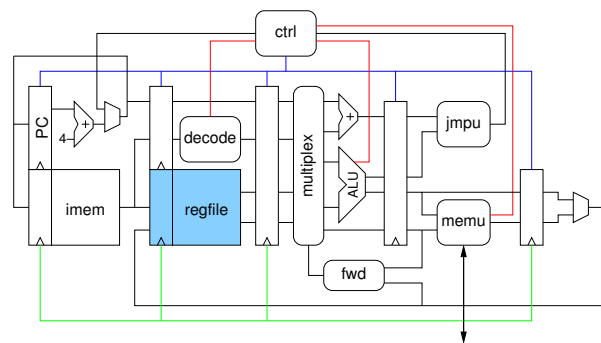 ctrl
PC
4
+
decode
multiplex
+
ALU
jmpu
imem
regfile
memu
fwd